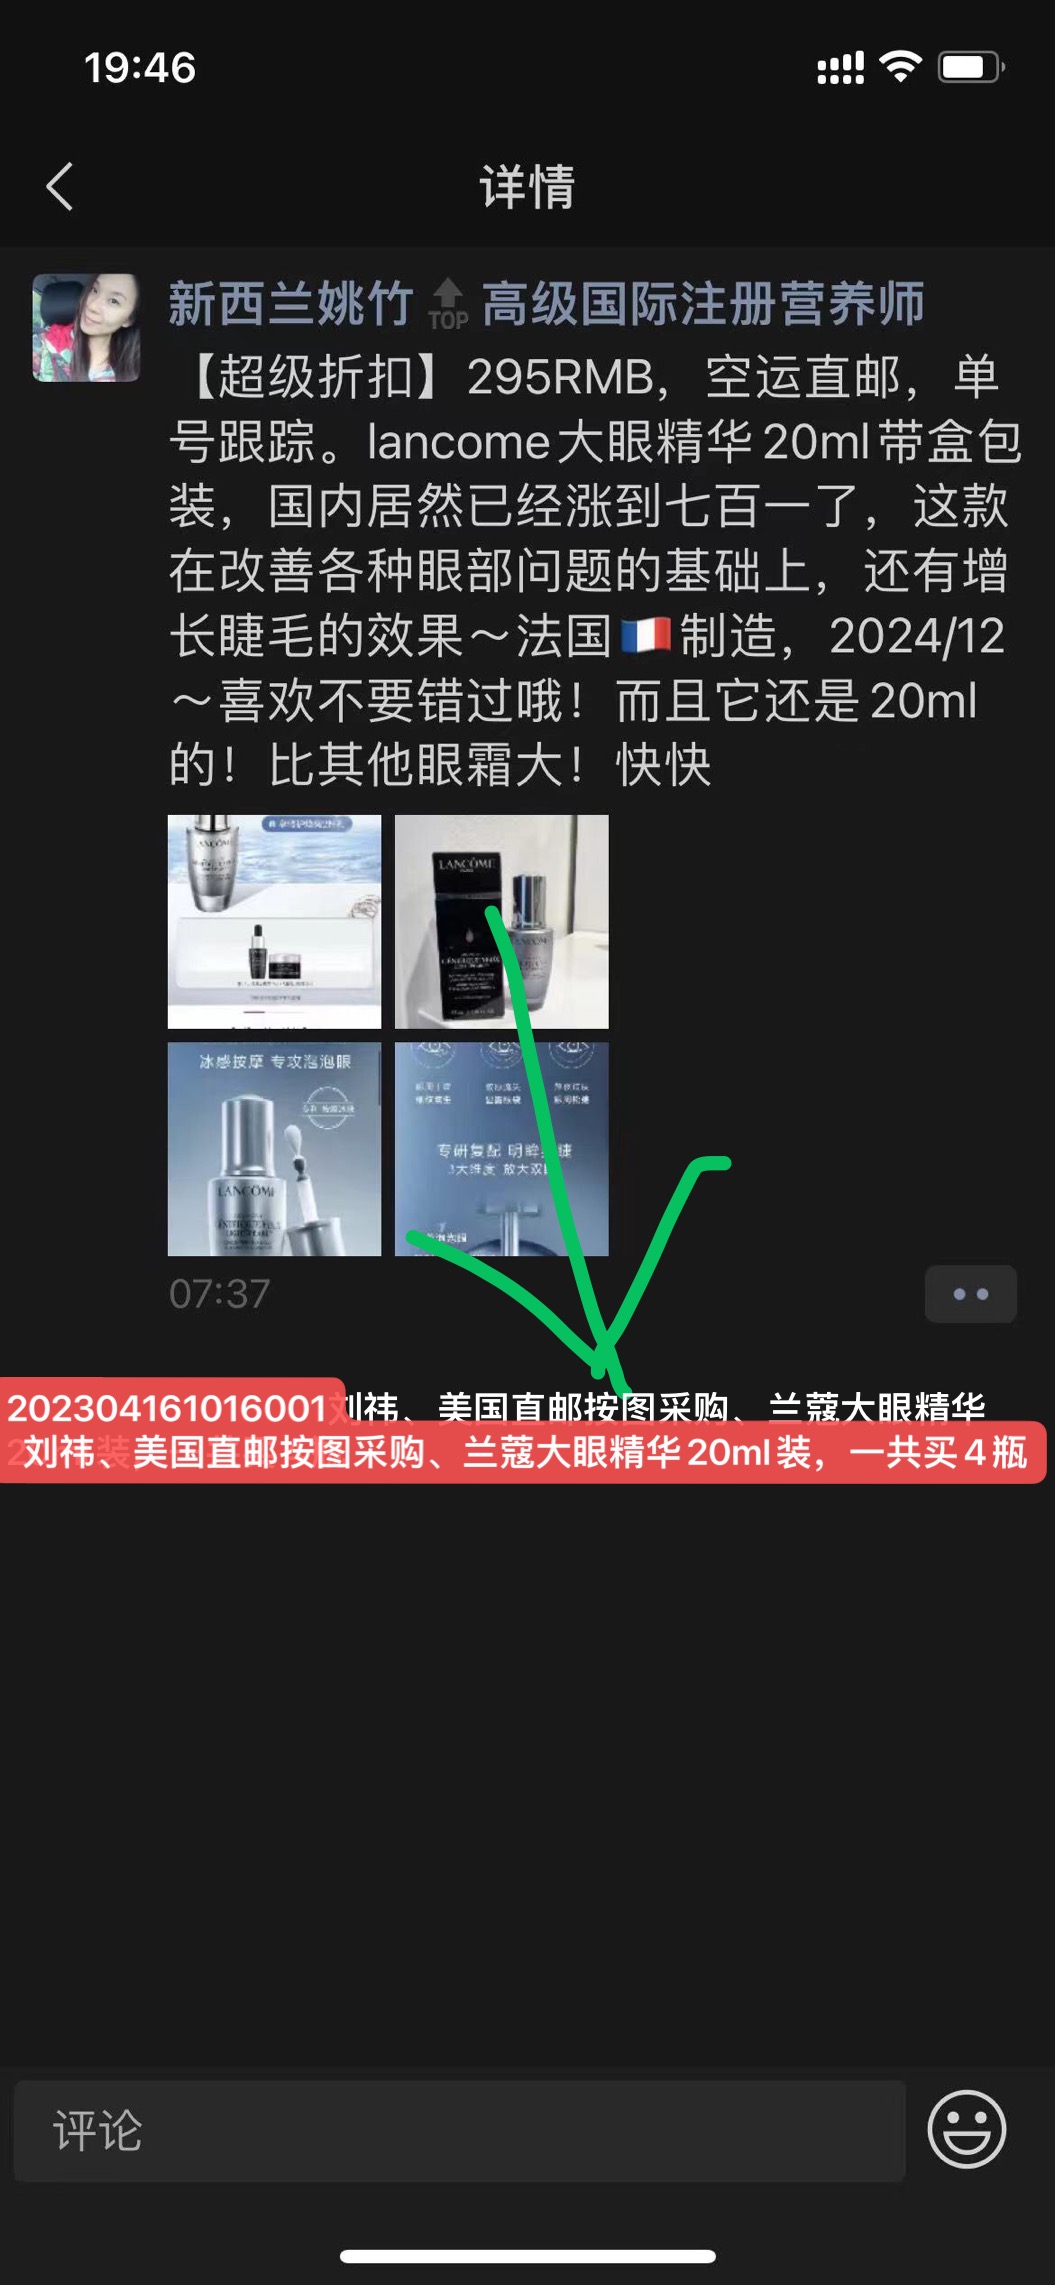 19:46
详情
新西兰姚竹🔝高级国际注册营养师
【超级折扣】295RMB，空运直邮，单
号跟踪。lancome大眼精华20ml带盒包
装，国内居然已经涨到七百一了，这款
在改善各种眼部问题的基础上，还有增
长睫毛的效果～法国🇫🇷制造，2024/12
～喜欢不要错过哦！而且它还是20ml
的！比其他眼霜大！快快
LANCÔME
冰感按摩 专攻泡泡眼
LANCÔME
专研复配 明眸
3大维度 放大双
07:37
202304161016001刘祎、美国直邮按图采购、兰蔻大眼精华
刘祎、美国直邮按图采购、兰蔻大眼精华20ml装，一共买4瓶
评论